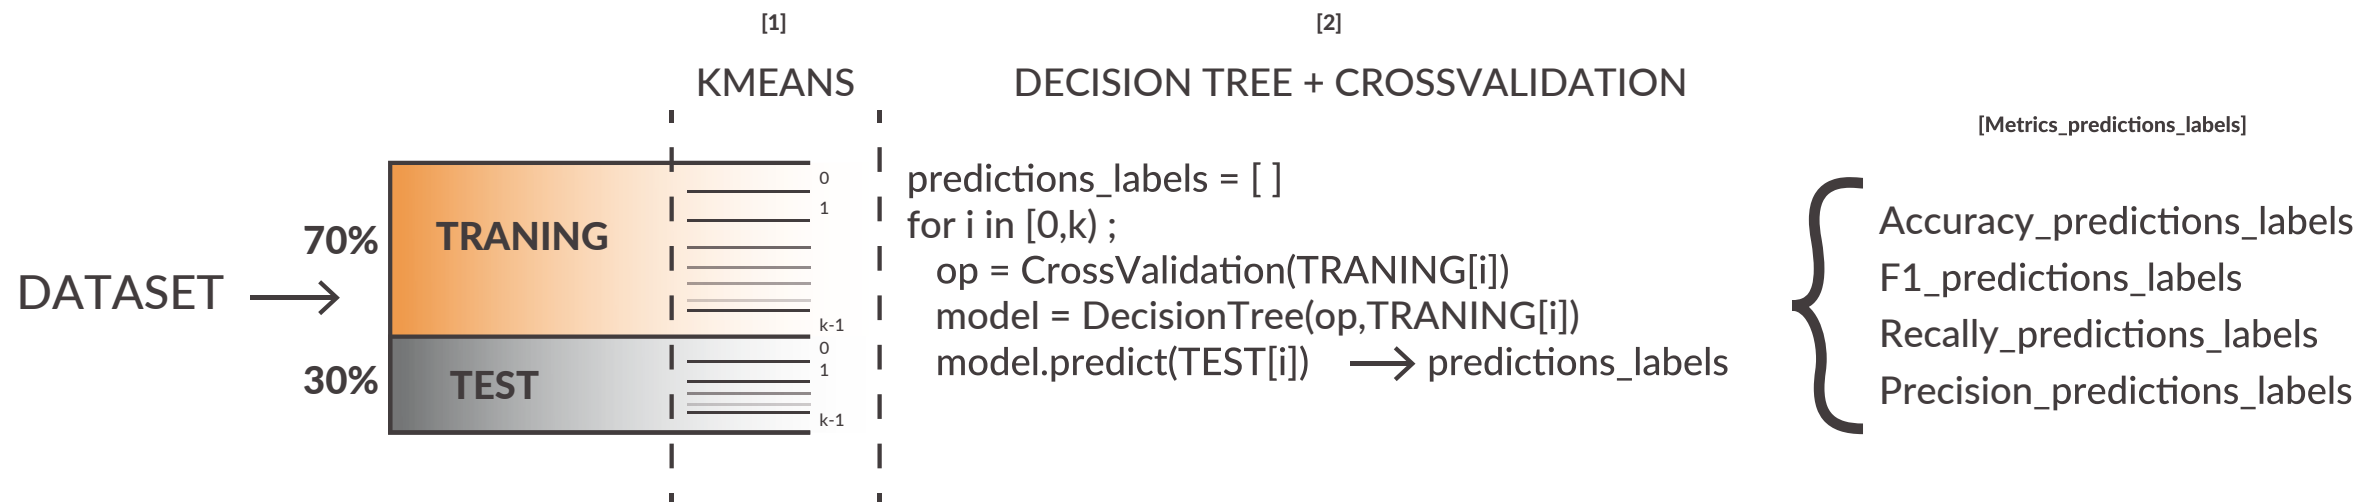 [1]
[2]
KMEANS
DECISION TREE + CROSSVALIDATION
[Metrics_predictions_labels]
DATASET
70%
TRANING
30%
TEST
0
1
k-1
0
1
k-1
predictions_labels = [ ]
for i in [0,k) ;
op = CrossValidation(TRANING[i])
model = DecisionTree(op,TRANING[i])
model.predict(TEST[i]) → predictions_labels
Accuracy_predictions_labels
F1_predictions_labels
Recally_predictions_labels
Precision_predictions_labels